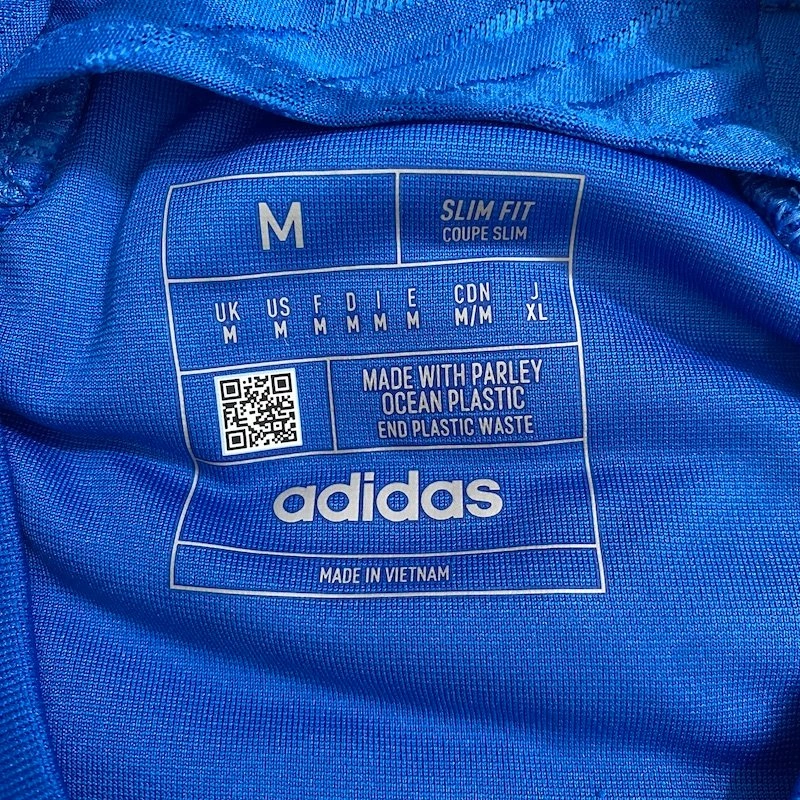 M
SLIM FIT
COUPE SLIM
UK US F D I E CDN J
M M M M M M M/M XL
MADE WITH PARLEY
OCEAN PLASTIC
END PLASTIC WASTE
adidas
MADE IN VIETNAM